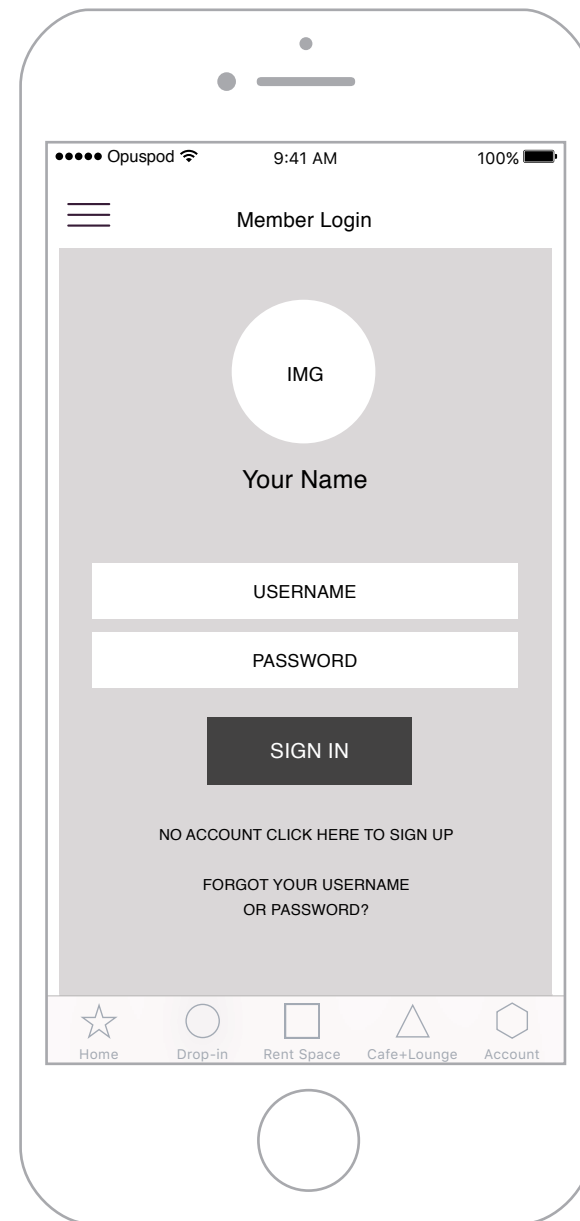 Opuspod 9:41 AM 100%
Member Login
IMG
Your Name
USERNAME
PASSWORD
SIGN IN
NO ACCOUNT CLICK HERE TO SIGN UP
FORGOT YOUR USERNAME
OR PASSWORD?
Home Drop-in Rent Space Cafe+Lounge Account